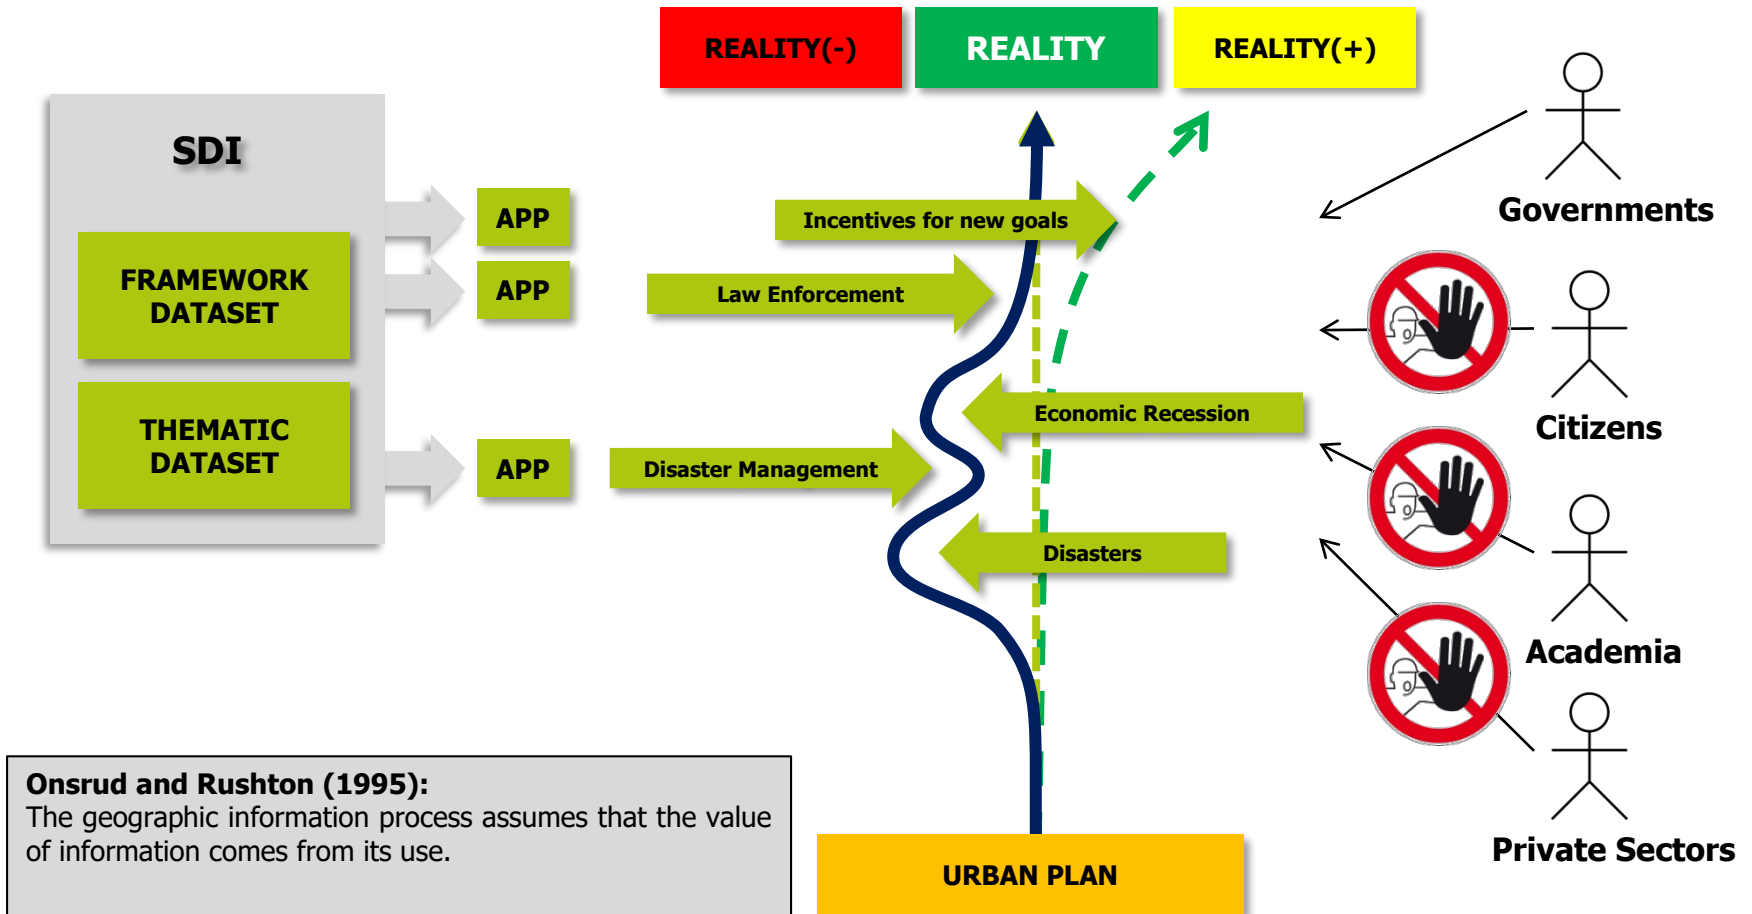 REALITY(-)
REALITY
REALITY(+)
SDI
FRAMEWORK
DATASET
THEMATIC
DATASET
APP
APP
APP
Incentives for new goals
Law Enforcement
Economic Recession
Disaster Management
Disasters
Governments
Citizens
Academia
Private Sectors
Onsrud and Rushton (1995):
The geographic information process assumes that the value
of information comes from its use.
URBAN PLAN